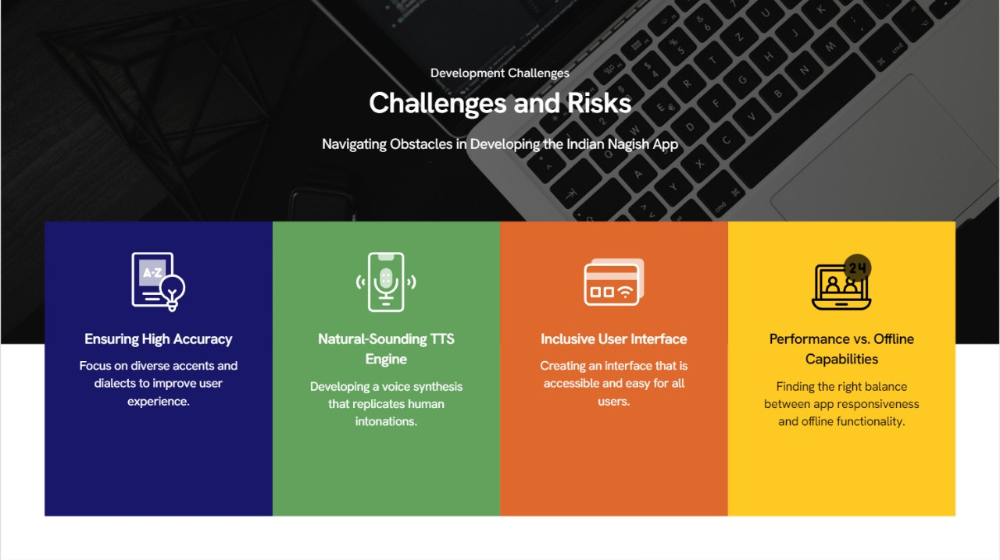 Development Challenges
Challenges and Risks
Navigating Obstacles in Developing the Indian Nagish App
A-Z
Ensuring High Accuracy
Focus on diverse accents and
dialects to improve user
experience.
Natural-Sounding TTS
Engine
Developing a voice synthesis
that replicates human
intonations.
Inclusive User Interface
Creating an interface that is
accessible and easy for all
users.
24
Performance vs. Offline
Capabilities
Finding the right balance
between app responsiveness
and offline functionality.